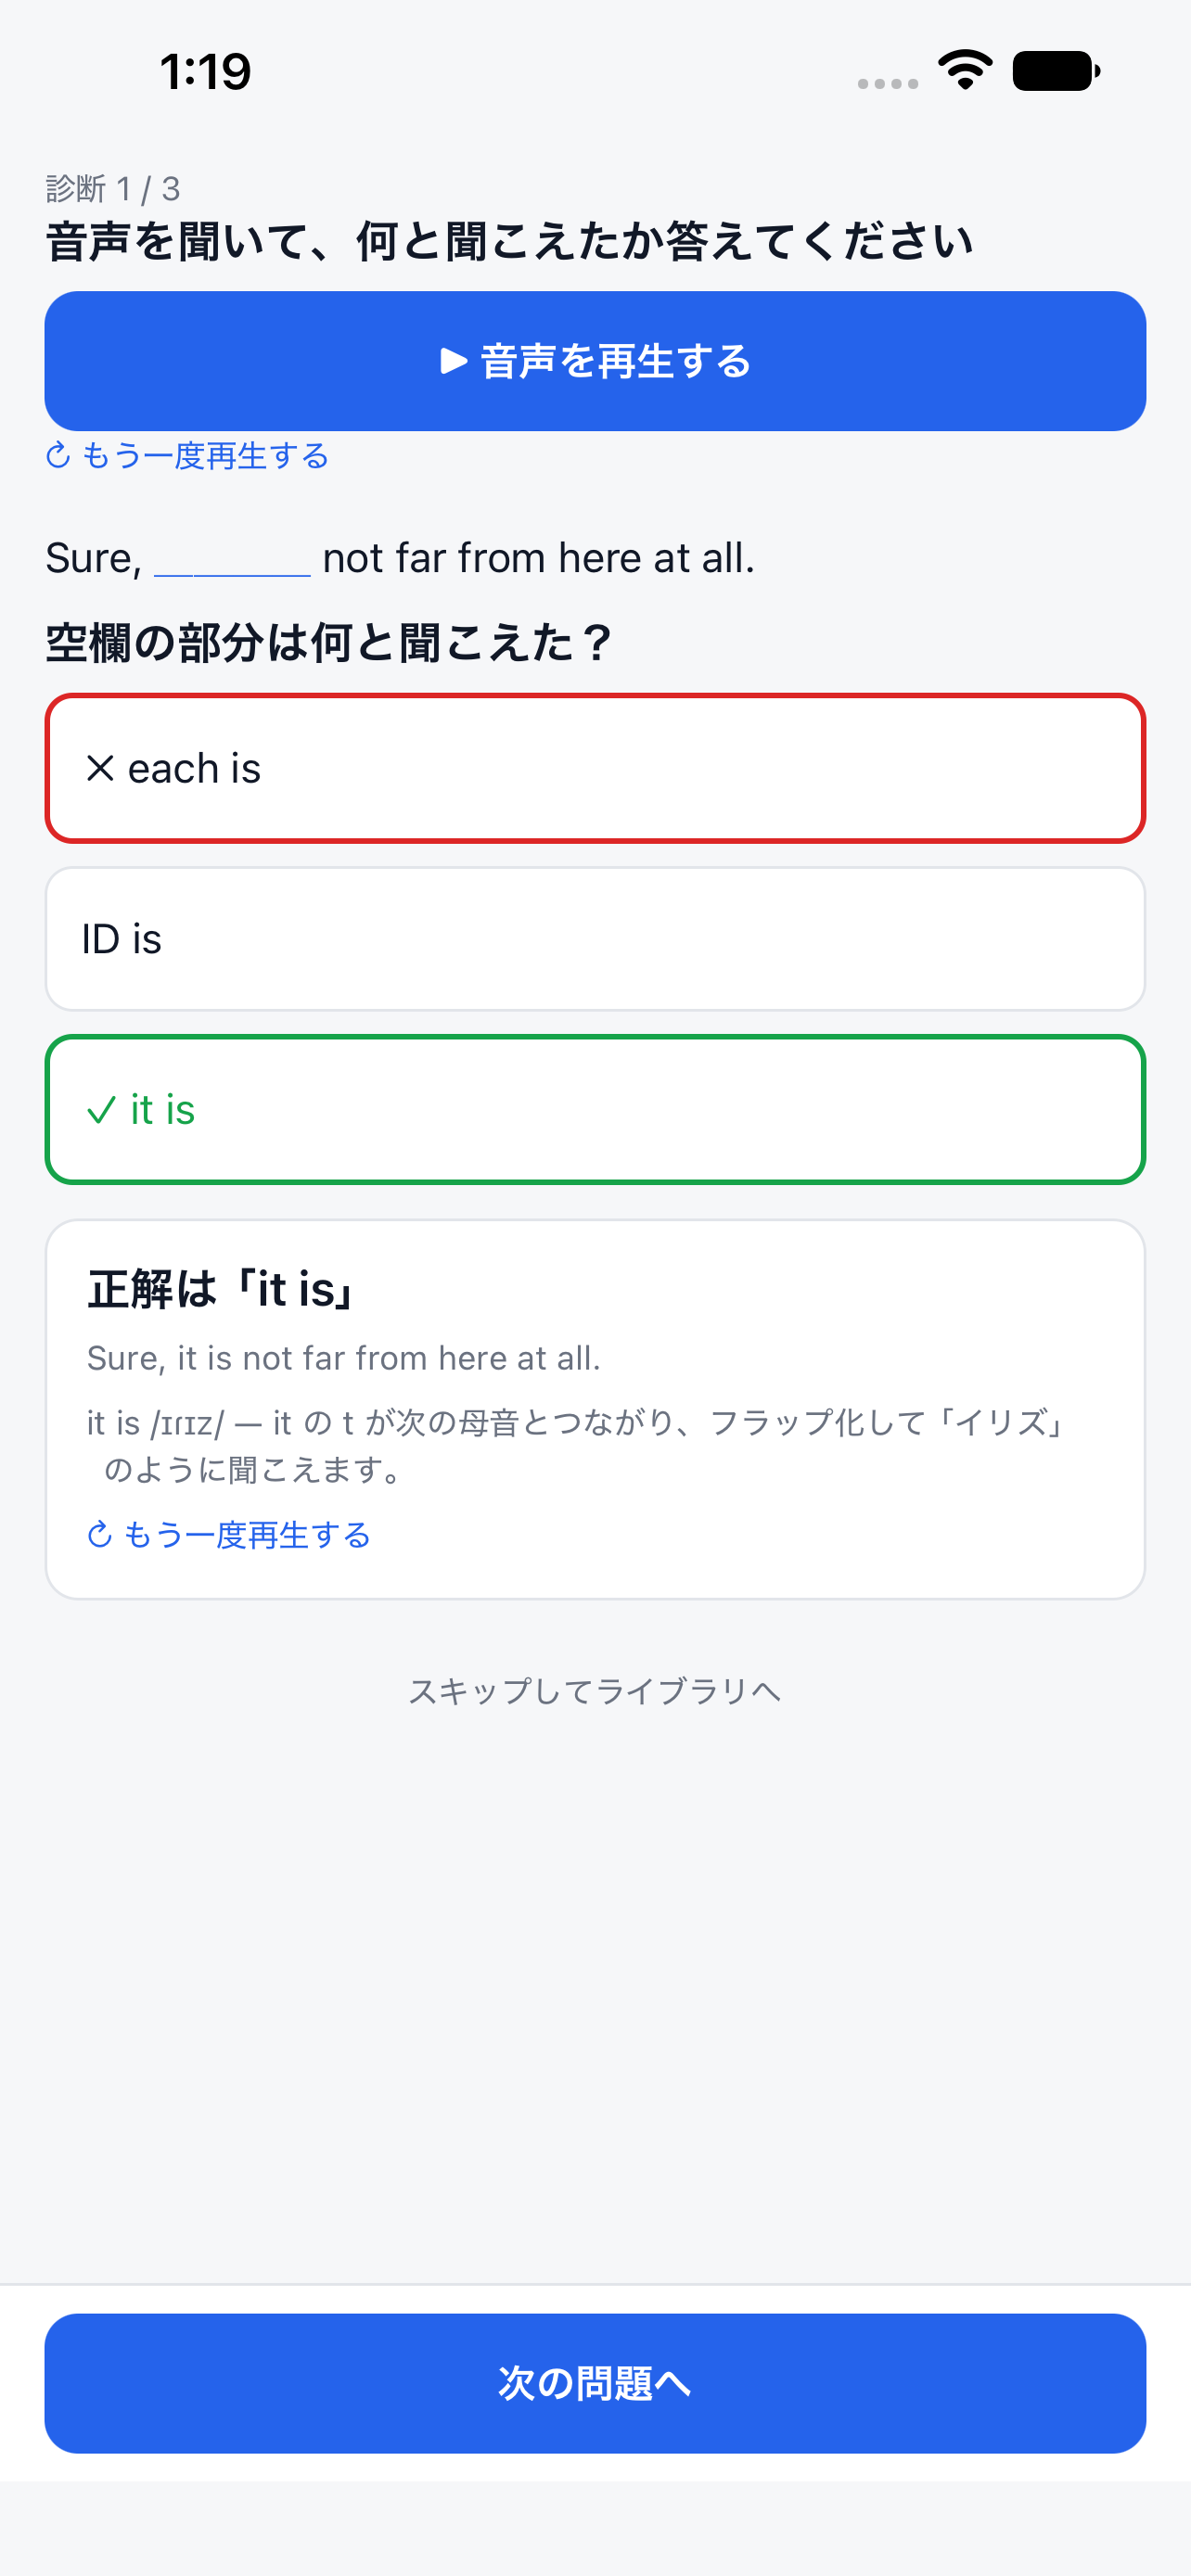 1:19
診断 1 / 3
音声を聞いて、何と聞こえたか答えてください
▶ 音声を再生する
↻ もう一度再生する
Sure, ________ not far from here at all.
空欄の部分は何と聞こえた？
✕ each is
ID is
✓ it is
正解は「it is」
Sure, it is not far from here at all.
it is /ɪɾɪz/ — it の t が次の母音とつながり、フラップ化して「イリズ」
のように聞こえます。
↻ もう一度再生する
スキップしてライブラリへ
次の問題へ